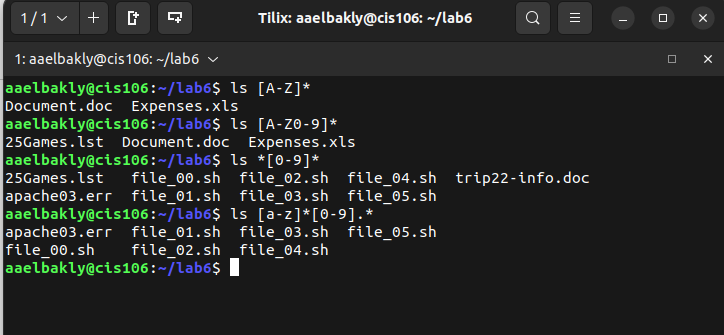 1 / 1
Tilix: aaelbakly@cis106: ~/lab6
1: aaelbakly@cis106: ~/lab6
aaelbakly@cis106:~/lab6$ ls [A-Z]*
Document.doc  Expenses.xls
aaelbakly@cis106:~/lab6$ ls [A-Z0-9]*
25Games.lst  Document.doc  Expenses.xls
aaelbakly@cis106:~/lab6$ ls *[0-9]*
25Games.lst   file_00.sh  file_02.sh  file_04.sh  trip22-info.doc
apache03.err  file_01.sh  file_03.sh  file_05.sh
aaelbakly@cis106:~/lab6$ ls [a-z]*[0-9].*
apache03.err  file_01.sh  file_03.sh  file_05.sh
file_00.sh    file_02.sh  file_04.sh
aaelbakly@cis106:~/lab6$